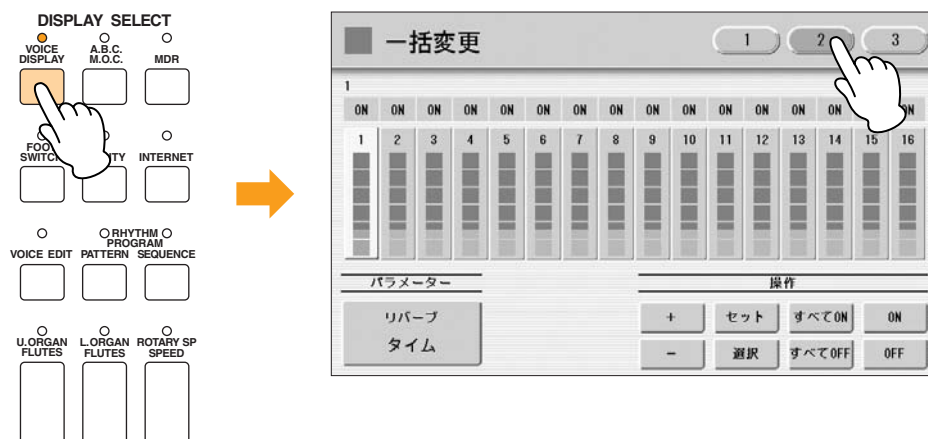 DISPLAY SELECT
VOICE DISPLAY
A.B.C. M.O.C.
MDR
INTERNET
VOICE EDIT
RHYTHM PROGRAM
PATTERN SEQUENCE
U.ORGAN FLUTES
L.ORGAN FLUTES
ROTARY SP SPEED
一括変更
1 2 3
1
ON ON ON ON ON ON ON ON ON ON ON ON ON ON ON
1 2 3 4 5 6 7 8 9 10 11 12 13 14 15 16
パラメーター
操作
リバーブ
タイム
+ セット すべてON ON
- 選択 すべてOFF OFF